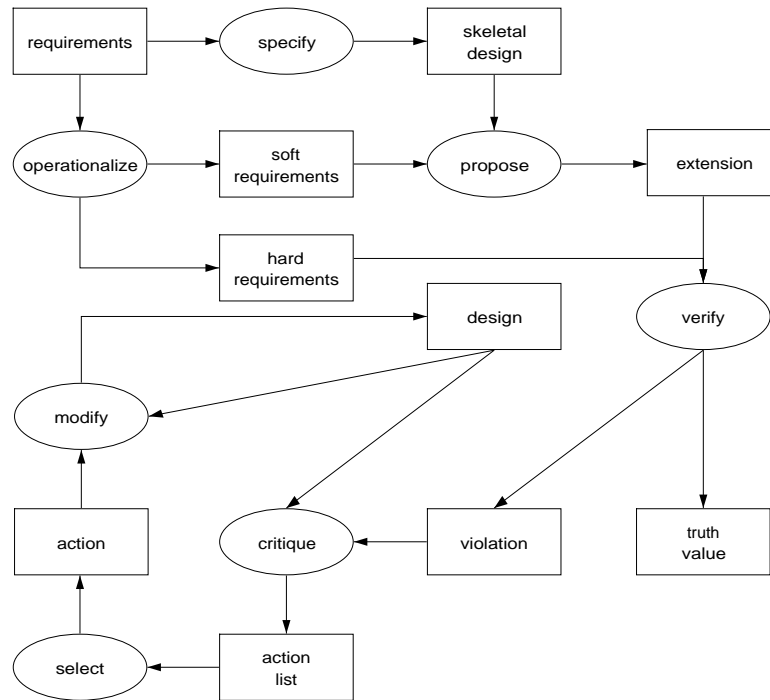 requirements
specify
skeletal
design
operationalize
soft
requirements
propose
extension
hard
requirements
design
verify
modify
action
critique
violation
truth
value
select
action
list